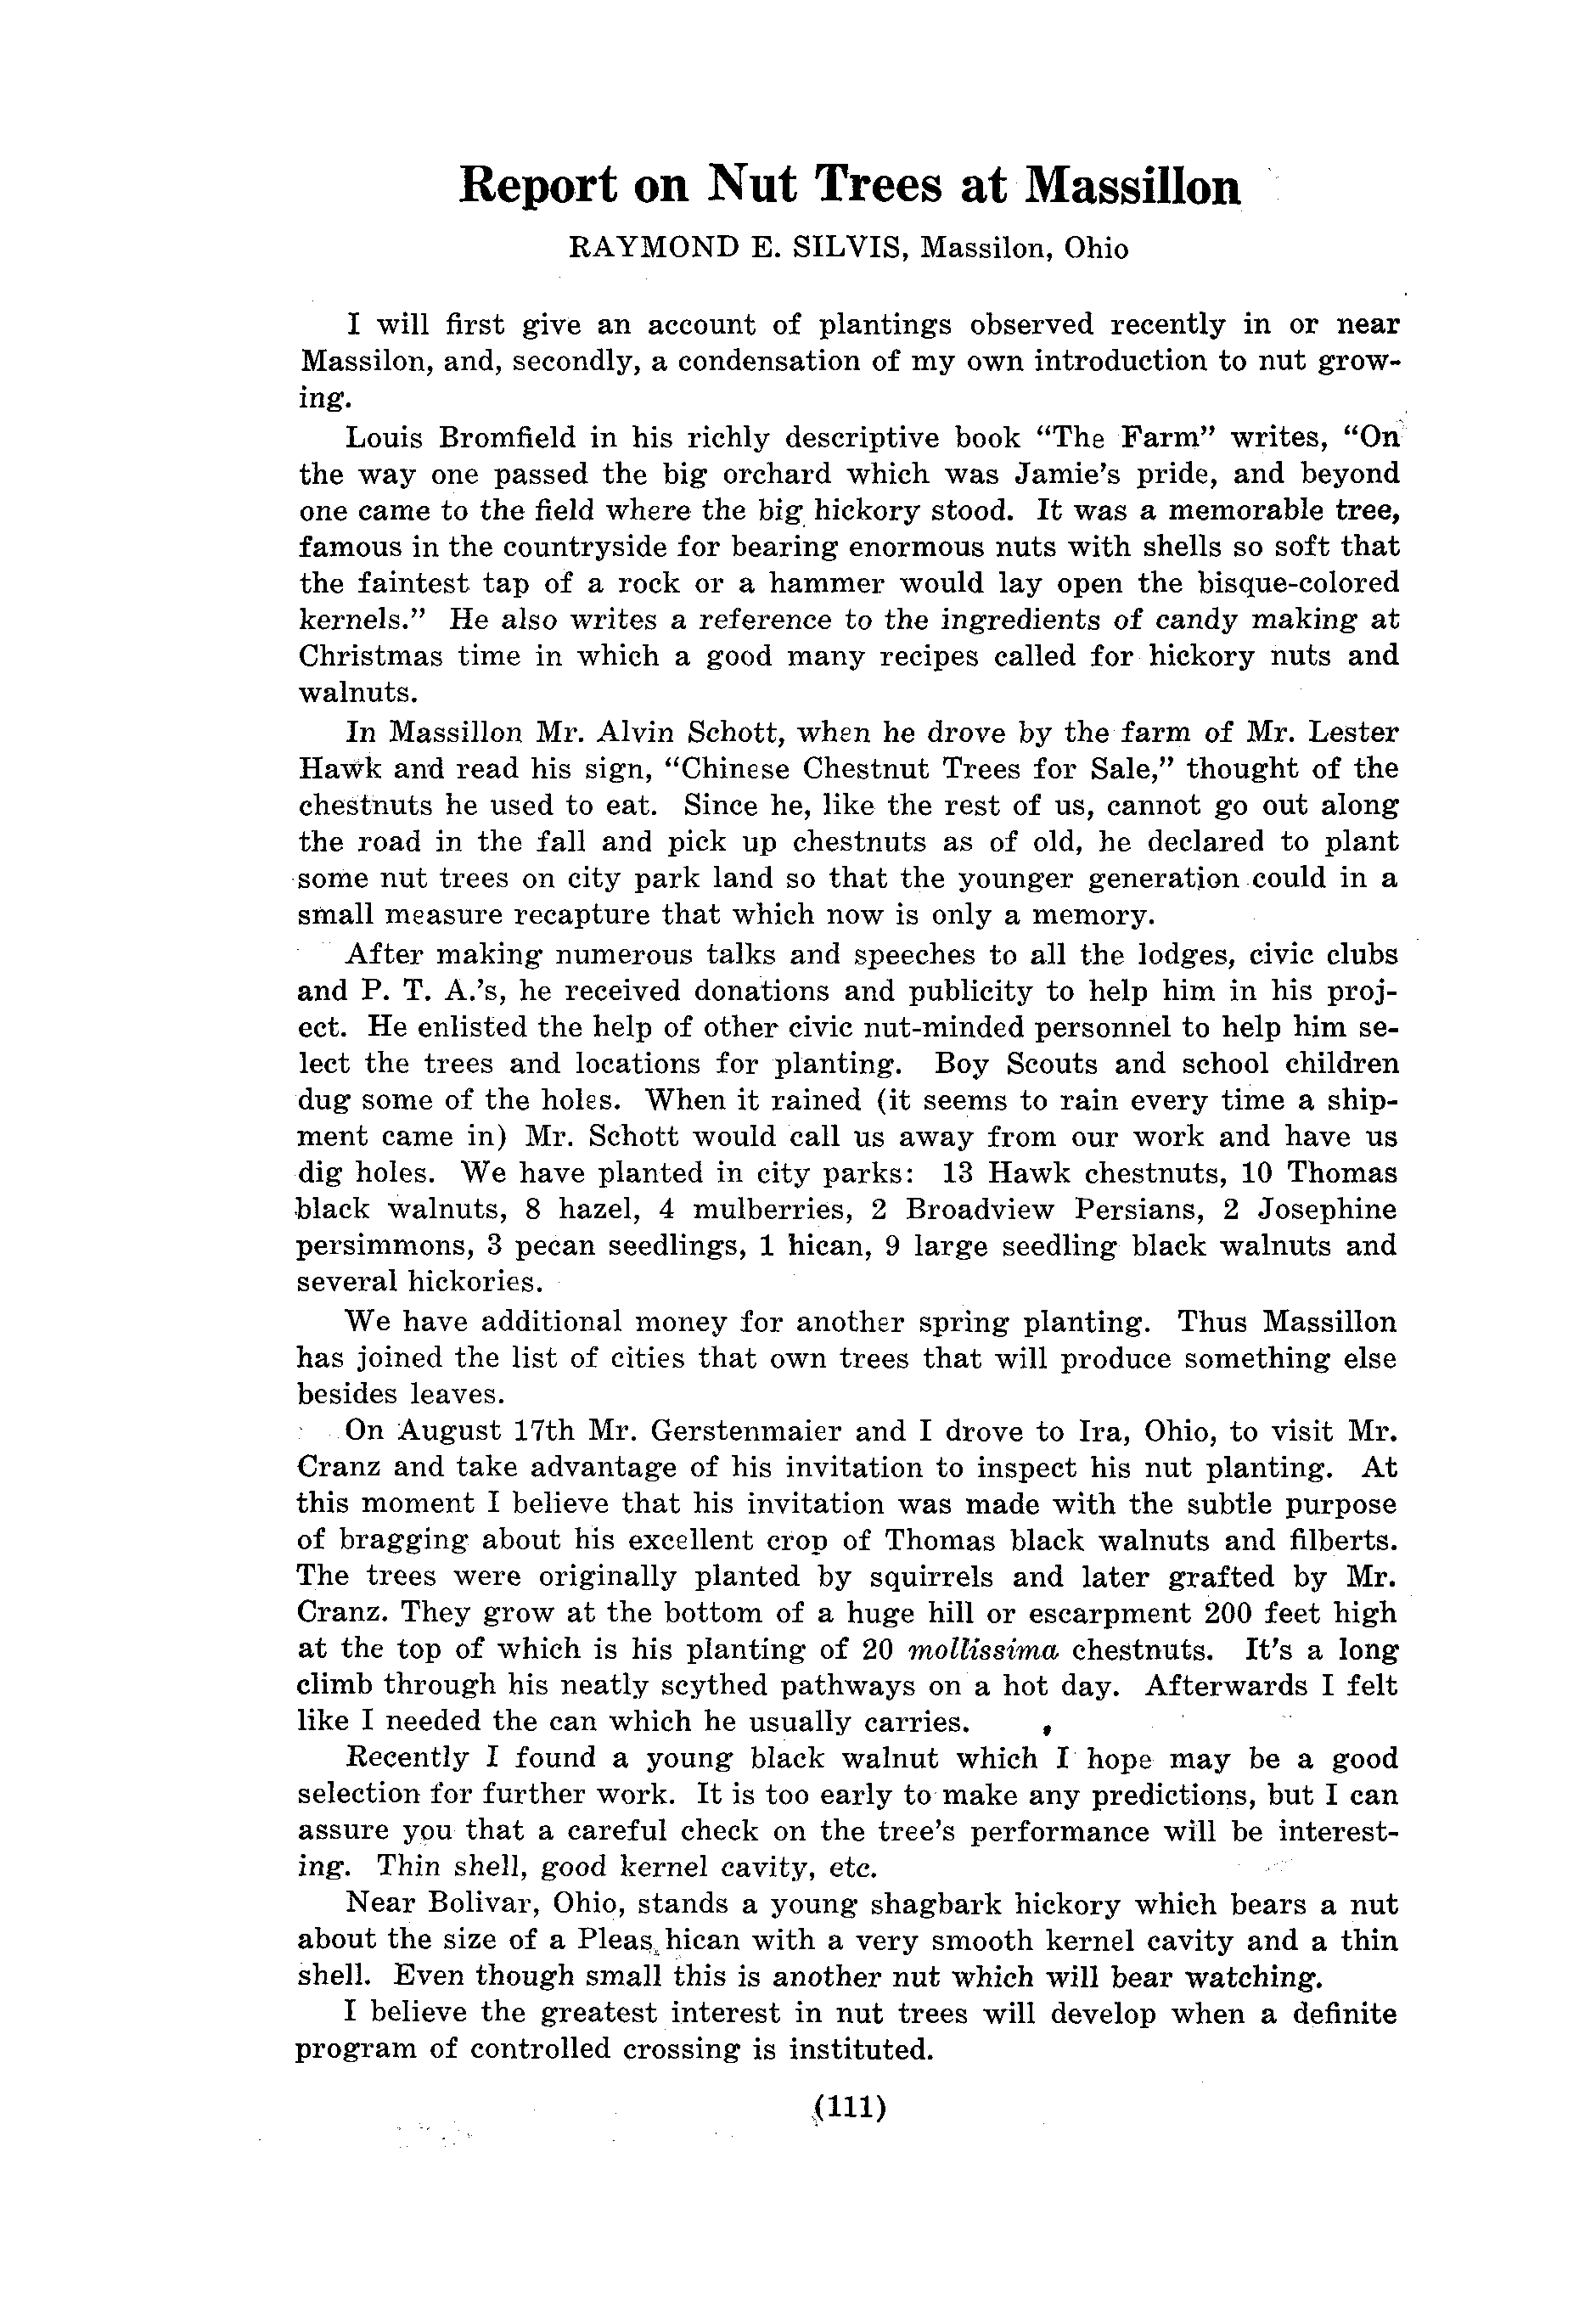 Report on Nut Trees at Massillon
RAYMOND E. SILVIS, Massilon, Ohio
I will first give an account of plantings observed recently in or near
Massilon, and, secondly, a condensation of my own introduction to nut grow-
ing.
Louis Bromfield in his richly descriptive book “The Farm” writes, “On
the way one passed the big orchard which was Jamie’s pride, and beyond
one came to the field where the big hickory stood. It was a memorable tree,
famous in the countryside for bearing enormous nuts with shells so soft that
the faintest tap of a rock or a hammer would lay open the bisque-colored
kernels.” He also writes a reference to the ingredients of candy making at
Christmas time in which a good many recipes called for hickory nuts and
walnuts.
In Massillon Mr. Alvin Schott, when he drove by the farm of Mr. Lester
Hawk and read his sign, “Chinese Chestnut Trees for Sale,” thought of the
chestnuts he used to eat. Since he, like the rest of us, cannot go out along
the road in the fall and pick up chestnuts as of old, he declared to plant
some nut trees on city park land so that the younger generation could in a
small measure recapture that which now is only a memory.
After making numerous talks and speeches to all the lodges, civic clubs
and P. T. A.’s, he received donations and publicity to help him in his proj-
ect. He enlisted the help of other civic nut-minded personnel to help him se-
lect the trees and locations for planting. Boy Scouts and school children
dug some of the holes. When it rained (it seems to rain every time a ship-
ment came in) Mr. Schott would call us away from our work and have us
dig holes. We have planted in city parks: 13 Hawk chestnuts, 10 Thomas
black walnuts, 8 hazel, 4 mulberries, 2 Broadview Persians, 2 Josephine
persimmons, 3 pecan seedlings, 1 hican, 9 large seedling black walnuts and
several hickories.
We have additional money for another spring planting. Thus Massillon
has joined the list of cities that own trees that will produce something else
besides leaves.
On August 17th Mr. Gerstenmaier and I drove to Ira, Ohio, to visit Mr.
Cranz and take advantage of his invitation to inspect his nut planting. At
this moment I believe that his invitation was made with the subtle purpose
of bragging about his excellent crop of Thomas black walnuts and filberts.
The trees were originally planted by squirrels and later grafted by Mr.
Cranz. They grow at the bottom of a huge hill or escarpment 200 feet high
at the top of which is his planting of 20 mollissima chestnuts. It’s a long
climb through his neatly scythed pathways on a hot day. Afterwards I felt
like I needed the can which he usually carries.
Recently I found a young black walnut which I hope may be a good
selection for further work. It is too early to make any predictions, but I can
assure you that a careful check on the tree’s performance will be interest-
ing. Thin shell, good kernel cavity, etc.
Near Bolivar, Ohio, stands a young shagbark hickory which bears a nut
about the size of a Pleas hican with a very smooth kernel cavity and a thin
shell. Even though small this is another nut which will bear watching.
I believe the greatest interest in nut trees will develop when a definite
program of controlled crossing is instituted.
(111)